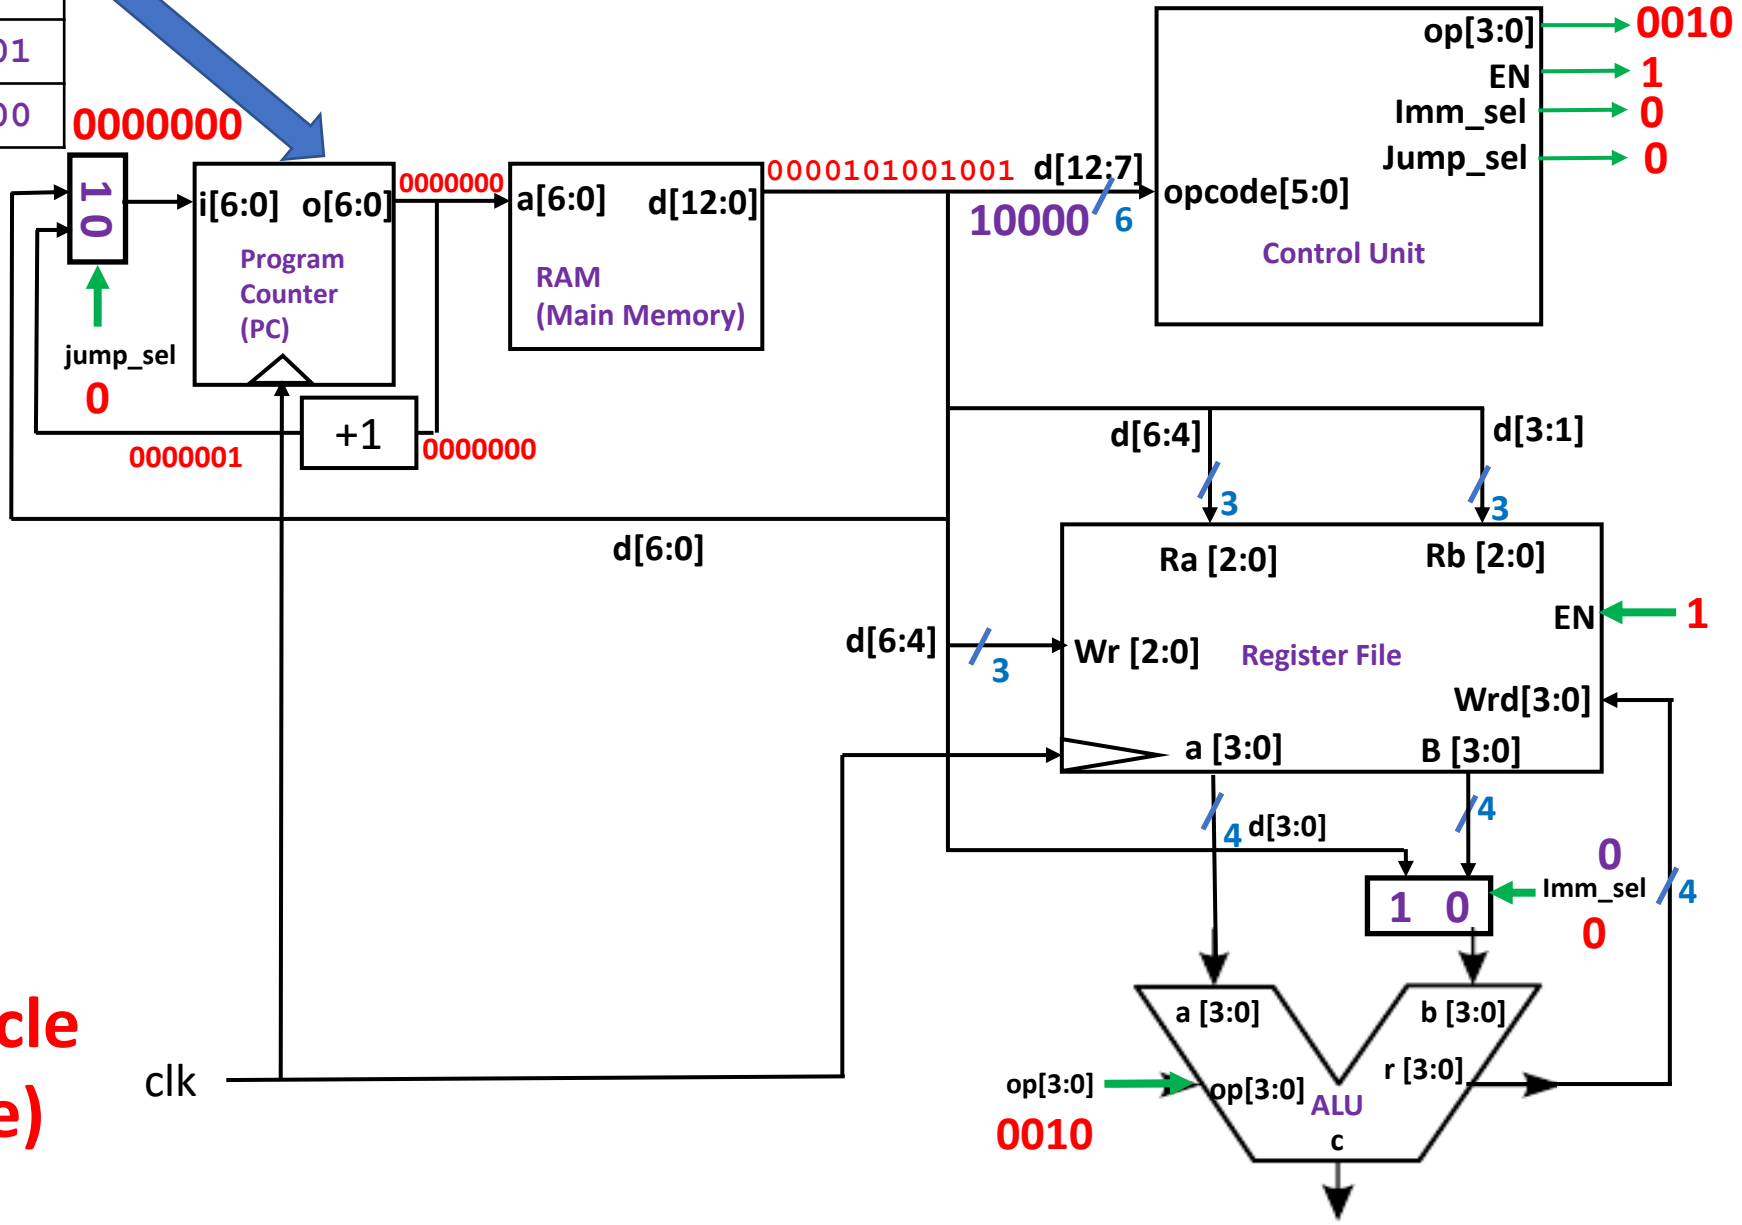 01
00
0000000
1 0
i[6:0] o[6:0]
Program
Counter
(PC)
jump_sel
0
+1
0000001
0000000
0000000
a[6:0] d[12:0]
RAM
(Main Memory)
0000101001001
d[12:7]
10000
6
opcode[5:0]
Control Unit
op[3:0]
EN
Imm_sel
Jump_sel
0010
1
0
0
d[6:0]
d[6:4]
3
d[3:1]
3
Ra [2:0]
Rb [2:0]
EN
1
d[6:4]
3
Wr [2:0]
Register File
Wrd[3:0]
a [3:0]
B [3:0]
4
d[3:0]
4
1 0
0
Imm_sel
0
4
a [3:0]
b [3:0]
r [3:0]
op[3:0]
op[3:0]
0010
ALU
c
clk
cle
e)